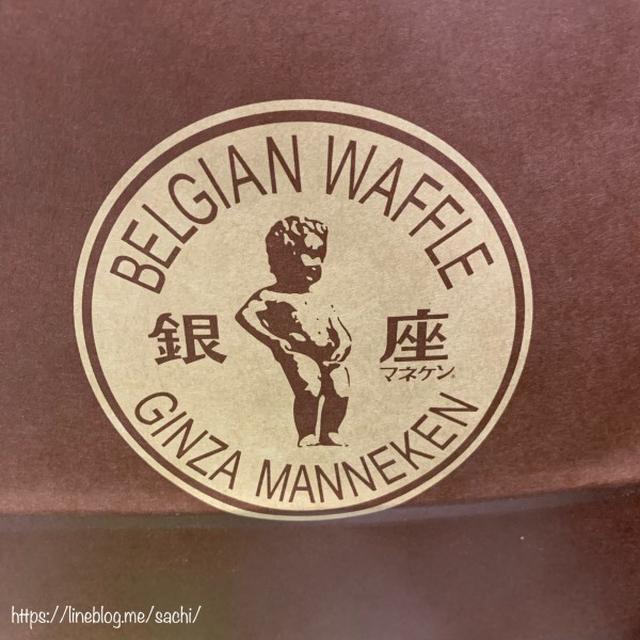 BELGIAN WAFFLE
銀座
マネケン
GINZA MANNEKEN
https://lineblog.me/sachi/